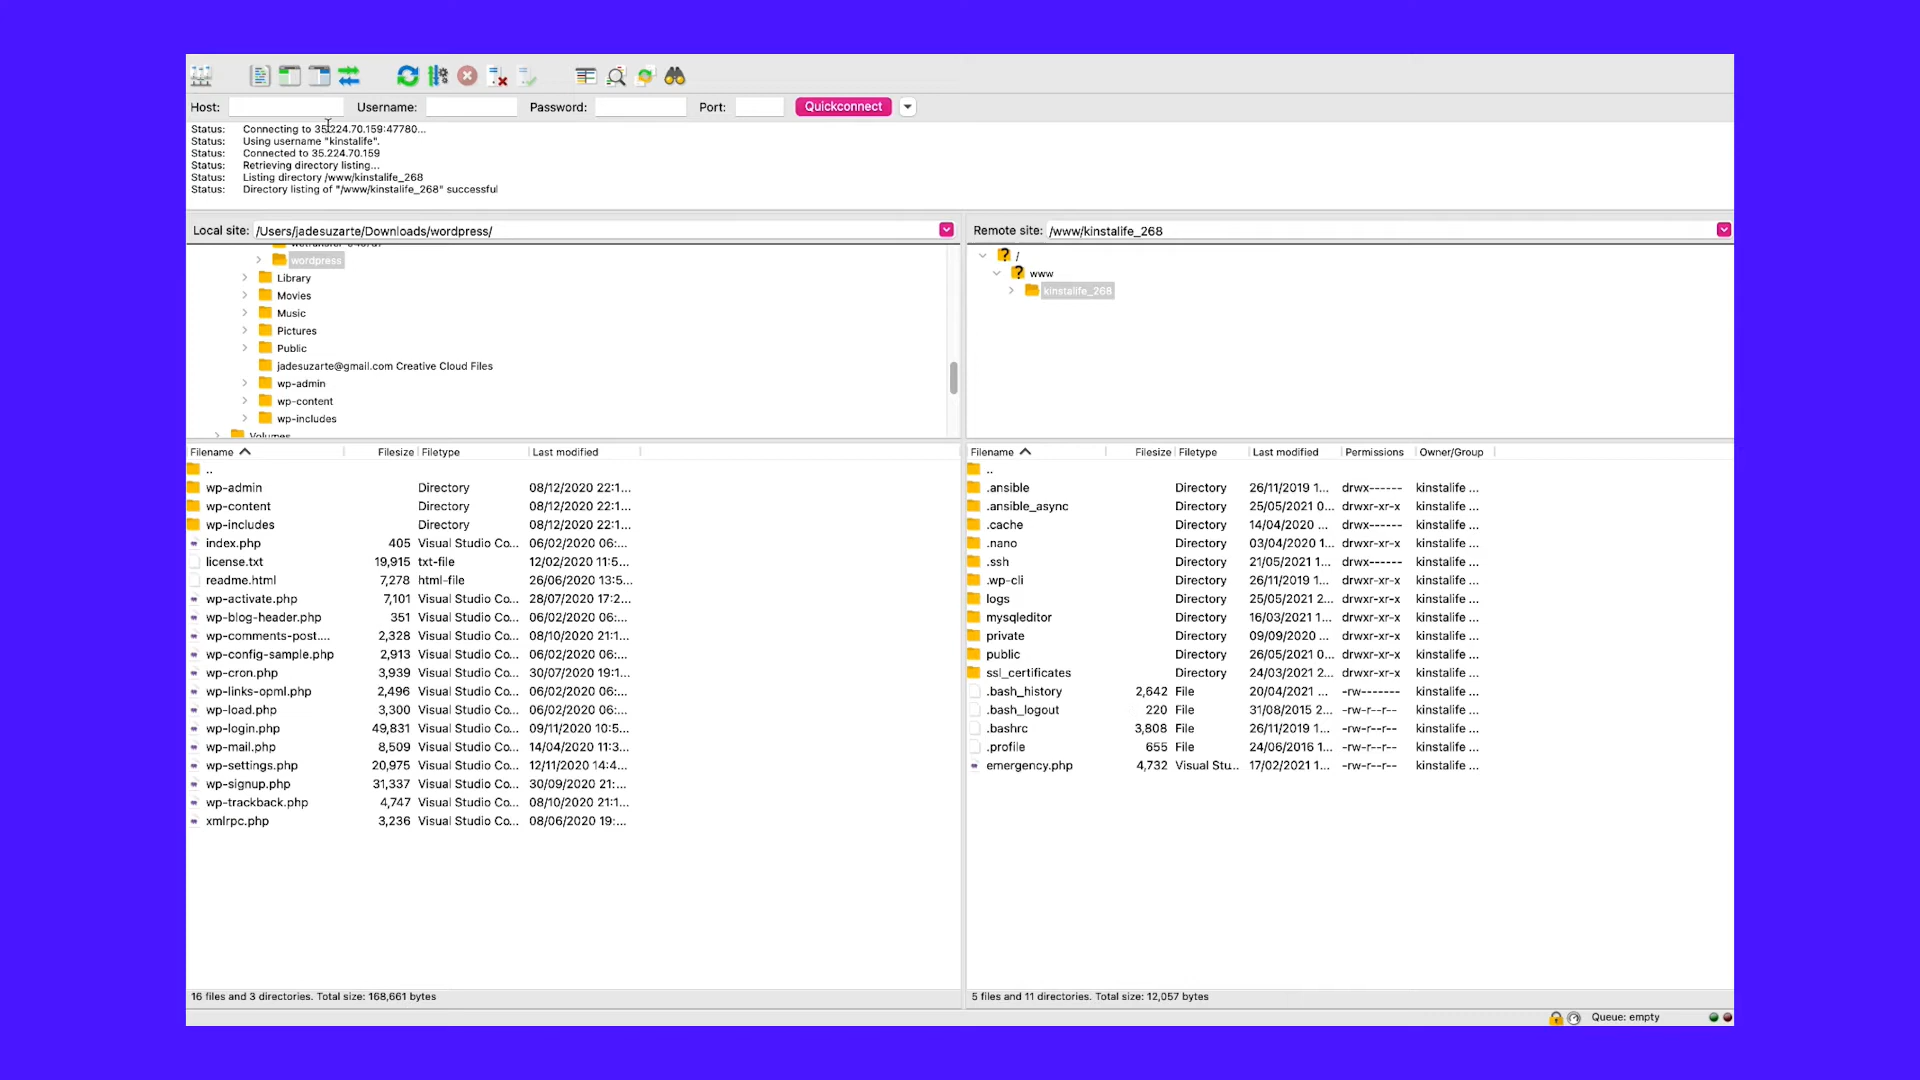 Host: Username: Password: Port: Quickconnect
Status: Connecting to 35.224.70.159:47780...
Status: Using username "kinstalife".
Status: Connected to 35.224.70.159
Status: Retrieving directory listing...
Status: Listing directory /www/kinstalife_268
Status: Directory listing of "/www/kinstalife_268" successful
Local site: /Users/jadesuzarte/Downloads/wordpress/
wordpress
Library
Movies
Music
Pictures
Public
jadesuzarte@gmail.com Creative Cloud Files
wp-admin
wp-content
wp-includes
Volumes
Remote site: /www/kinstalife_268
/
www
kinstalife_268
Filename Filesize Filetype Last modified
..
wp-admin Directory 08/12/2020 22:1...
wp-content Directory 08/12/2020 22:1...
wp-includes Directory 08/12/2020 22:1...
index.php 405 Visual Studio Co... 06/02/2020 06:...
license.txt 19,915 txt-file 12/02/2020 11:5...
readme.html 7,278 html-file 26/06/2020 13:5...
wp-activate.php 7,101 Visual Studio Co... 28/07/2020 17:2...
wp-blog-header.php 351 Visual Studio Co... 06/02/2020 06:...
wp-comments-post.... 2,328 Visual Studio Co... 08/10/2020 21:1...
wp-config-sample.php 2,913 Visual Studio Co... 06/02/2020 06:...
wp-cron.php 3,939 Visual Studio Co... 30/07/2020 19:1...
wp-links-opml.php 2,496 Visual Studio Co... 06/02/2020 06:...
wp-load.php 3,300 Visual Studio Co... 06/02/2020 06:...
wp-login.php 49,831 Visual Studio Co... 09/11/2020 10:5...
wp-mail.php 8,509 Visual Studio Co... 14/04/2020 11:3...
wp-settings.php 20,975 Visual Studio Co... 12/11/2020 14:4...
wp-signup.php 31,337 Visual Studio Co... 30/09/2020 21:...
wp-trackback.php 4,747 Visual Studio Co... 08/10/2020 21:1...
xmlrpc.php 3,236 Visual Studio Co... 08/06/2020 19:...
16 files and 3 directories. Total size: 168,661 bytes
Filename Filesize Filetype Last modified Permissions Owner/Group
..
.ansible Directory 26/11/2019 1... drwx------ kinstalife ...
.ansible_async Directory 25/05/2021 0... drwxr-xr-x kinstalife ...
.cache Directory 14/04/2020 ... drwx------ kinstalife ...
.nano Directory 03/04/2020 1... drwxr-xr-x kinstalife ...
.ssh Directory 21/05/2021 1... drwx------ kinstalife ...
.wp-cli Directory 26/11/2019 1... drwxr-xr-x kinstalife ...
logs Directory 25/05/2021 2... drwxr-xr-x kinstalife ...
mysqleditor Directory 16/03/2021 1... drwxr-xr-x kinstalife ...
private Directory 09/09/2020 ... drwxr-xr-x kinstalife ...
public Directory 26/05/2021 0... drwxr-xr-x kinstalife ...
ssl_certificates Directory 24/03/2021 2... drwxr-xr-x kinstalife ...
.bash_history 2,642 File 20/04/2021 ... -rw------- kinstalife ...
.bash_logout 220 File 31/08/2015 2... -rw-r--r-- kinstalife ...
.bashrc 3,808 File 26/11/2019 1... -rw-r--r-- kinstalife ...
.profile 655 File 24/06/2016 1... -rw-r--r-- kinstalife ...
emergency.php 4,732 Visual Stu... 17/02/2021 1... -rw-r--r-- kinstalife ...
5 files and 11 directories. Total size: 12,057 bytes
Queue: empty